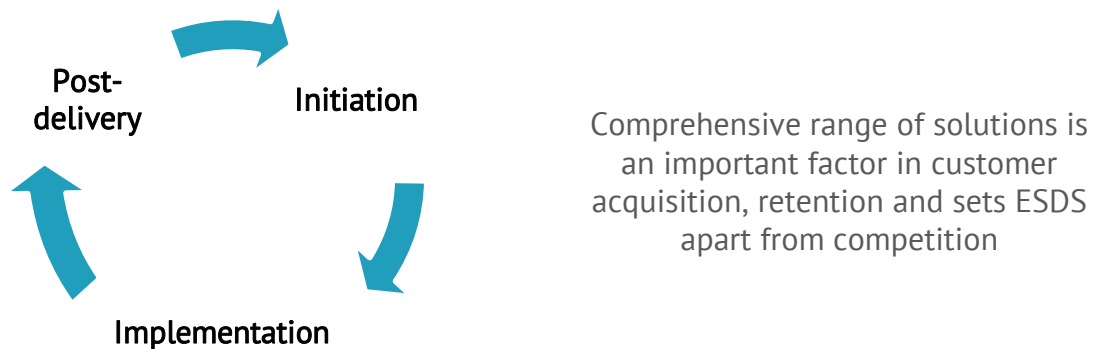 Post-
delivery
Initiation
Implementation
Comprehensive range of solutions is
an important factor in customer
acquisition, retention and sets ESDS
apart from competition